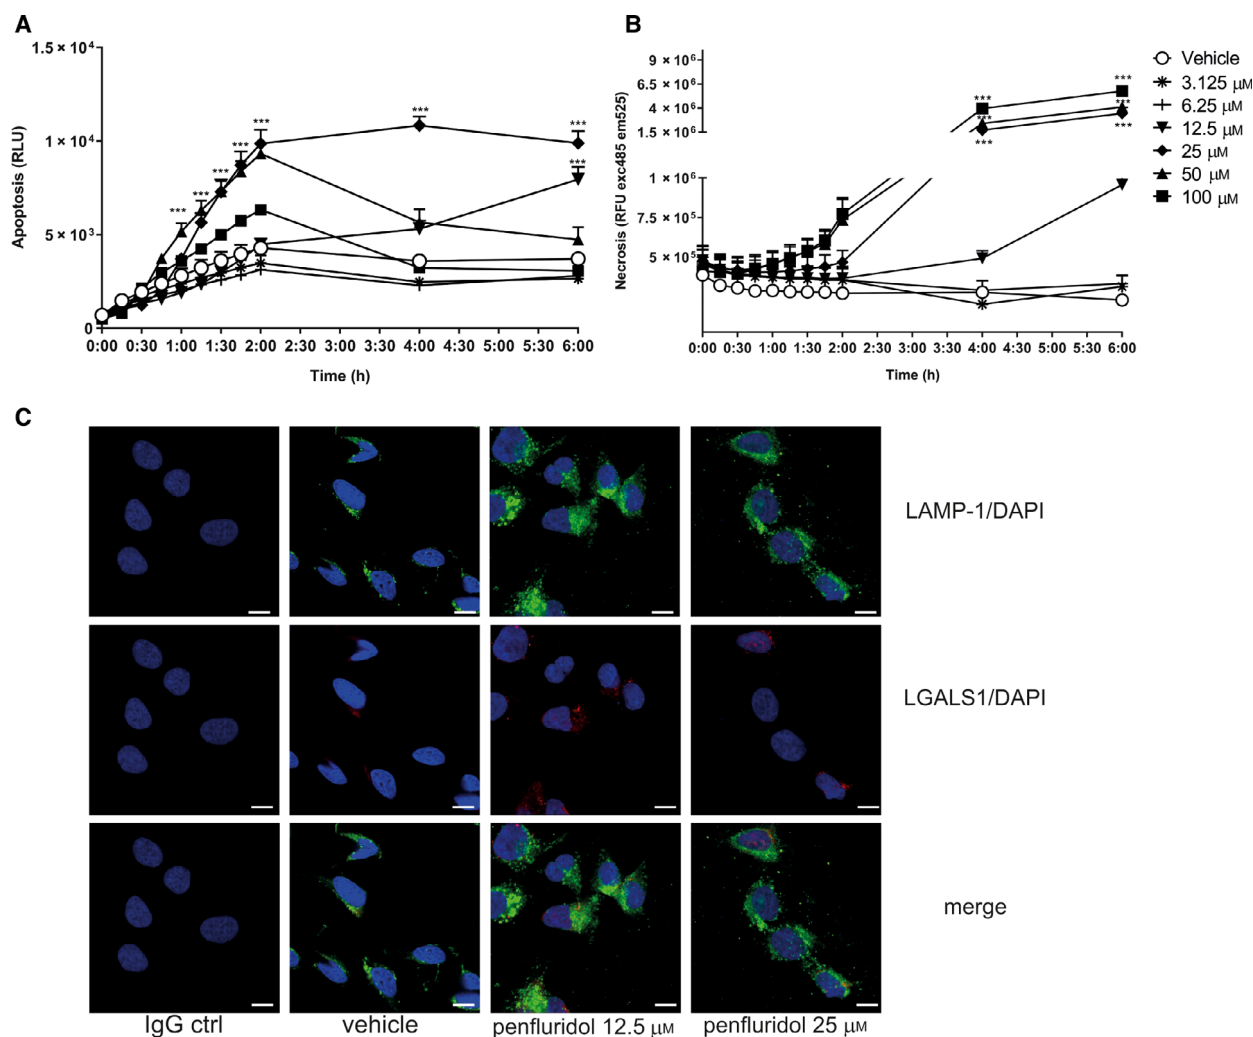 A
Apoptosis (RLU)
1.5 × 10⁴
1 × 10⁴
5 × 10³
0
***
***
***
***
***
***
***
***
0:00 0:30 1:00 1:30 2:00 2:30 3:00 3:30 4:00 4:30 5:00 5:30 6:00
Time (h)
B
Necrosis (RFU exc485 em525)
9 × 10⁶
6.5 × 10⁶
4 × 10⁶
1.5 × 10⁶
1 × 10⁶
7.5 × 10⁵
5 × 10⁵
***
***
***
***
***
***
0:00 0:30 1:00 1:30 2:00 2:30 3:00 3:30 4:00 4:30 5:00 5:30 6:00
Time (h)
Vehicle
3.125 μM
6.25 μM
12.5 μM
25 μM
50 μM
100 μM
C
LAMP-1/DAPI
LGALS1/DAPI
merge
IgG ctrl
vehicle
penfluridol 12.5 μM
penfluridol 25 μM